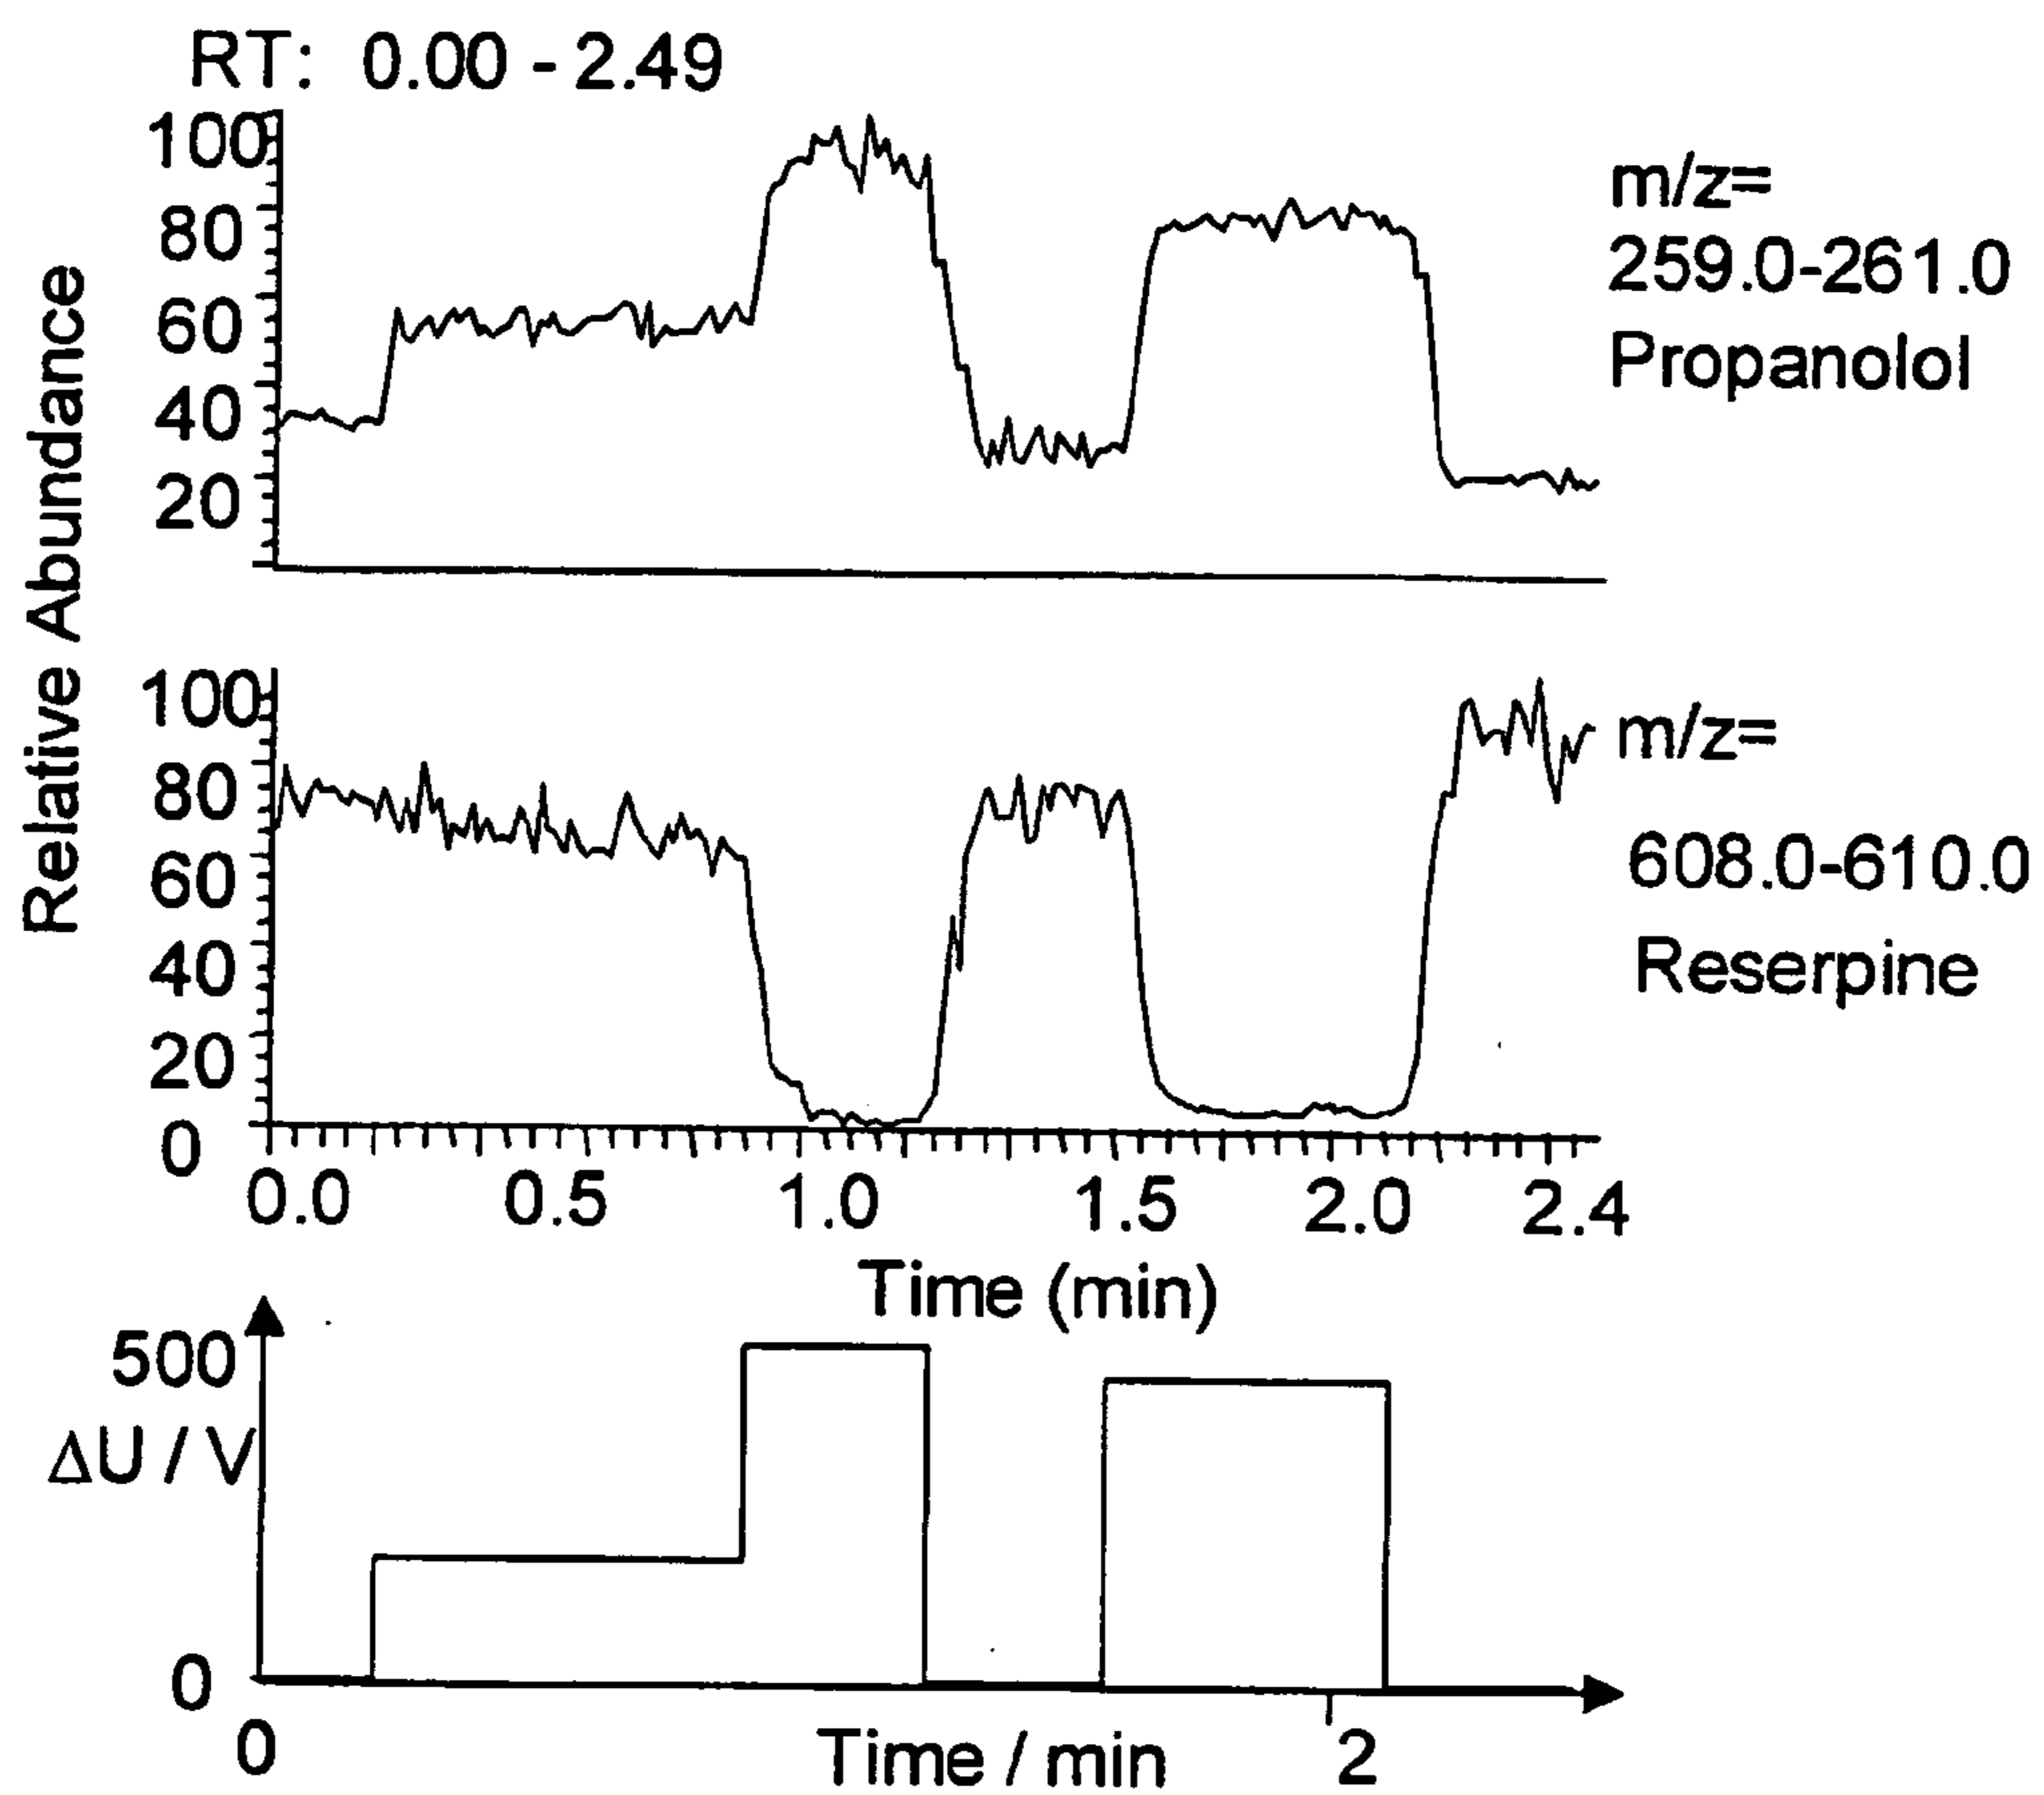 RT: 0.00 - 2.49
Relative Abundance
100
80
60
40
20
m/z=
259.0-261.0
Propanolol
100
80
60
40
20
0
m/z=
608.0-610.0
Reserpine
0.0 0.5 1.0 1.5 2.0 2.4
Time (min)
500
ΔU / V
0
0 Time / min 2